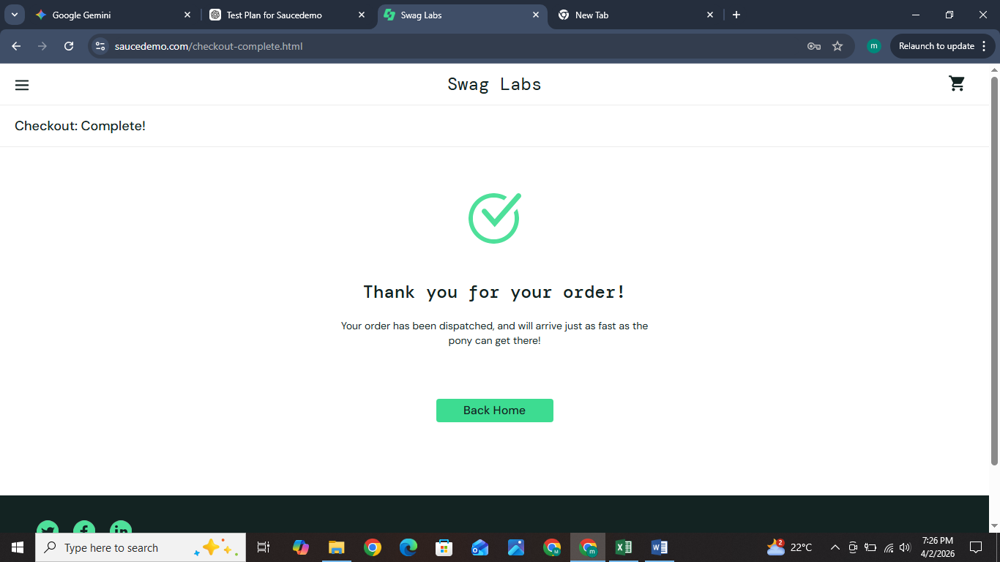 Google Gemini
Test Plan for Saucedemo
Swag Labs
New Tab
saucedemo.com/checkout-complete.html
m
Relaunch to update
Swag Labs
Checkout: Complete!
Thank you for your order!
Your order has been dispatched, and will arrive just as fast as the
pony can get there!
Back Home
Type here to search
2
22°C
7:26 PM
4/2/2026